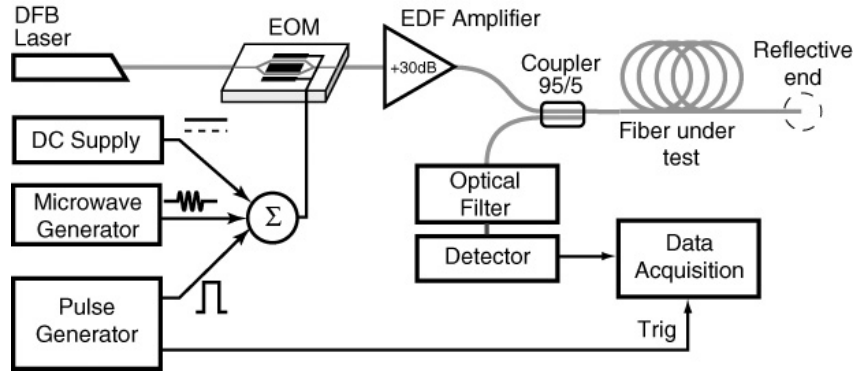 DFB
Laser
EOM
EDF Amplifier
+30dB
Coupler
95/5
Reflective
end
Fiber under
test
DC Supply
Microwave
Generator
Σ
Pulse
Generator
Optical
Filter
Detector
Data
Acquisition
Trig